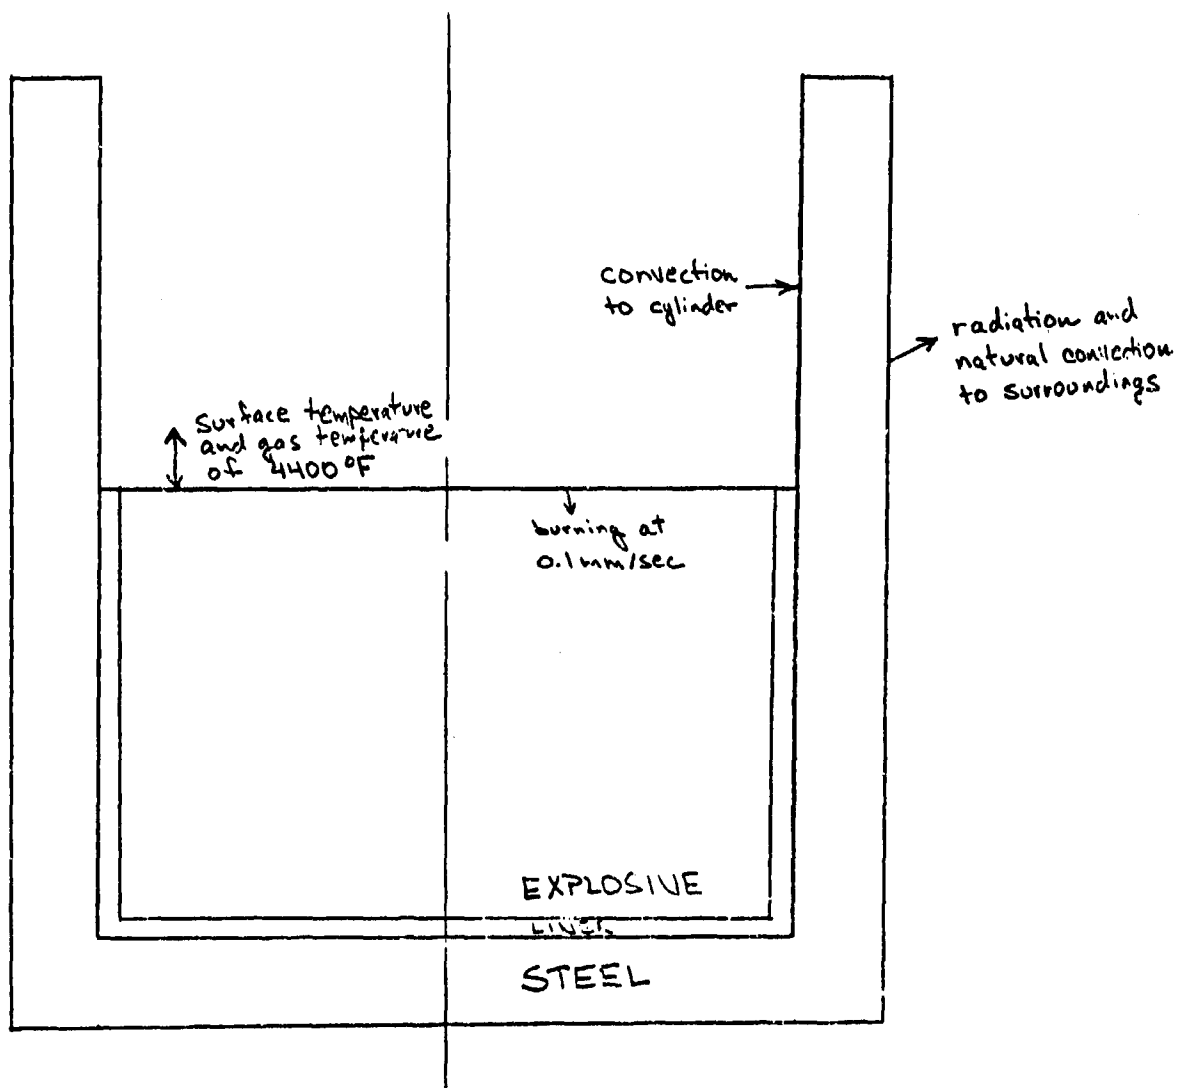 convection
to cylinder
radiation and
natural convection
to surroundings
surface temperature
and gas temperature
of 4400°F
burning at
0.1mm/sec
EXPLOSIVE
LINER
STEEL